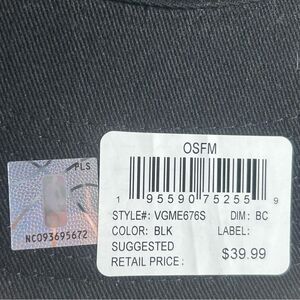 PLS
NC093695672
OSFM
1 95590 75255 9
STYLE#: VGME676S DIM: BC
COLOR: BLK LABEL:
SUGGESTED
RETAIL PRICE: $39.99